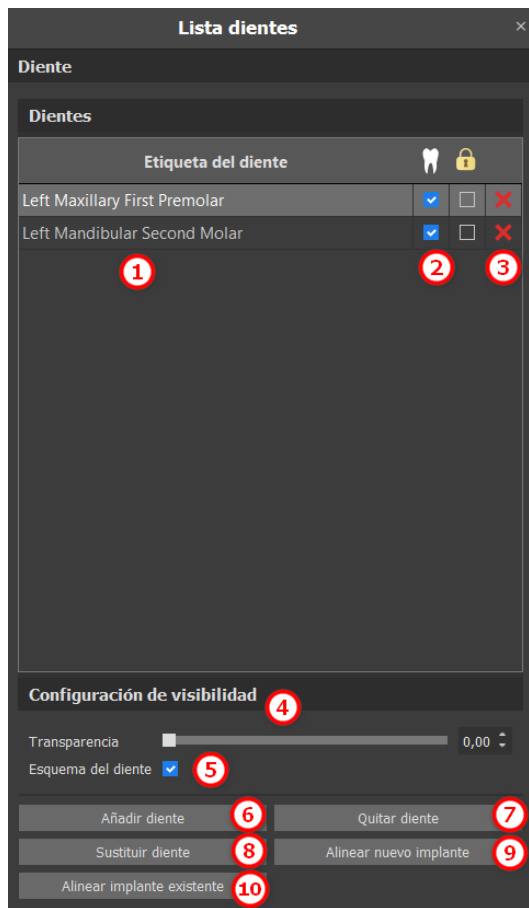 Lista dientes ×
Diente
Dientes
Etiqueta del diente
Left Maxillary First Premolar
Left Mandibular Second Molar
1 2 3
Configuración de visibilidad
4
Transparencia 0,00
Esquema del diente 5
Añadir diente 6 Quitar diente 7
Sustituir diente 8 Alinear nuevo implante 9
Alinear implante existente 10